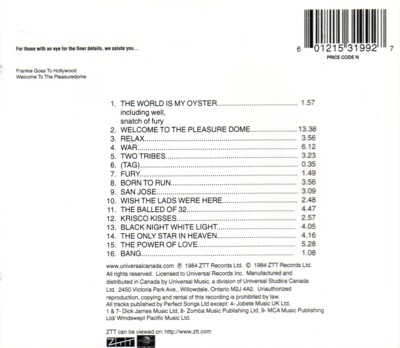 For those with an eye for the finer details, we salute you...
6 01215 31992 7
PRICE CODE N
Frankie Goes To Hollywood
Welcome To The Pleasuredome
1. THE WORLD IS MY OYSTER 1.57
including well,
snatch of fury
2. WELCOME TO THE PLEASURE DOME 13.38
3. RELAX 3.56
4. WAR 6.12
5. TWO TRIBES 3.23
6. (TAG) 0.35
7. FURY 1.49
8. BORN TO RUN 3.56
9. SAN JOSE 3.09
10. WISH THE LADS WERE HERE 2.48
11. THE BALLED OF 32 4.47
12. KRISCO KISSES 2.57
13. BLACK NIGHT WHITE LIGHT 4.05
14. THE ONLY STAR IN HEAVEN 4.16
15. THE POWER OF LOVE 5.28
16. BANG 1.08
www.universalcanada.com ℗ 1984 ZTT Records Ltd. © 1984 ZTT Records Ltd.
All rights reserved. Licensed to Universal Records Inc. Manufactured and
distributed in Canada by Universal Music, a division of Universal Studios Canada
Ltd. 2450 Victoria Park Ave., Willowdale, Ontario M2J 4A2. Unauthorized
reproduction, copying and rental of this recording is prohibited by law.
All tracks published by Perfect Songs Ltd except: 4- Jobete Music UK Ltd,
1 & 7- Dick James Music Ltd, 8- Zomba Music Publishing Ltd, 9- MCA Music Publishing
Ltd/ Windswept Pacific Music Ltd.
ZTT can be viewed on: http://www.ztt.com
ZTT